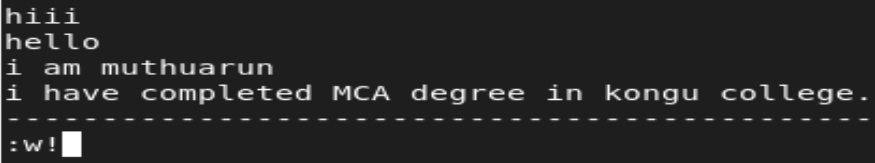 hiii
hello
i am muthuarun
i have completed MCA degree in kongu college.
------------------------------------------------
:w!